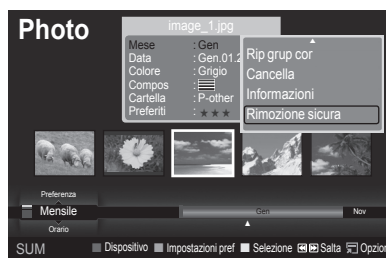 Photo
image_1.jpg
Mese : Gen
Data : Gen.01.2
Colore : Grigio
Compos :
Cartella : P-other
Preferiti : ★ ★ ★
Rip grup cor
Cancella
Informazioni
Rimozione sicura
Preferenza
Mensile
Orario
Gen
Nov
SUM
Dispositivo
Impostazioni pref
Selezione
Salta
Opzion